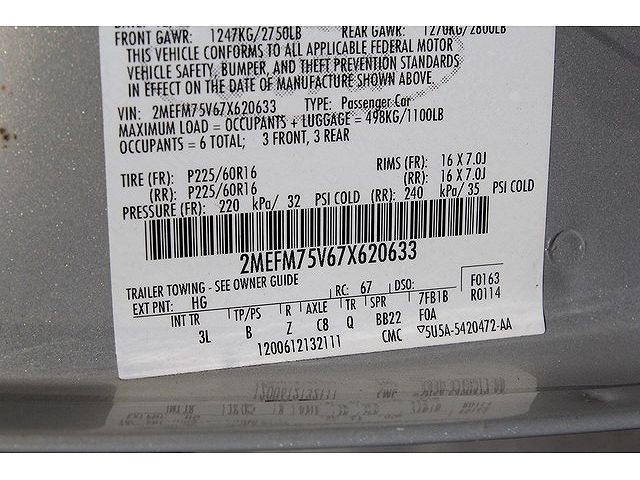 FRONT GAWR: 1247KG/2750LB REAR GAWR: 1270KG/2800LB
THIS VEHICLE CONFORMS TO ALL APPLICABLE FEDERAL MOTOR
VEHICLE SAFETY, BUMPER, AND THEFT PREVENTION STANDARDS
IN EFFECT ON THE DATE OF MANUFACTURE SHOWN ABOVE.
VIN: 2MEFM75V67X620633 TYPE: Passenger Car
MAXIMUM LOAD = OCCUPANTS + LUGGAGE = 498KG/1100LB
OCCUPANTS = 6 TOTAL; 3 FRONT, 3 REAR
TIRE (FR): P225/60R16 RIMS (FR): 16 X 7.0J
(RR): P225/60R16 (RR): 16 X 7.0J
PRESSURE (FR): 220 kPa/ 32 PSI COLD (RR): 240 kPa/ 35 PSI COLD
2MEFM75V67X620633
TRAILER TOWING - SEE OWNER GUIDE
EXT PNT: HG RC: 67 DSO: F0163
INT TR TP/PS R AXLE TR SPR 7FB1B R0114
3L B Z C8 Q BB22 F0A
1200612132111 CMC 5U5A-5420472-AA